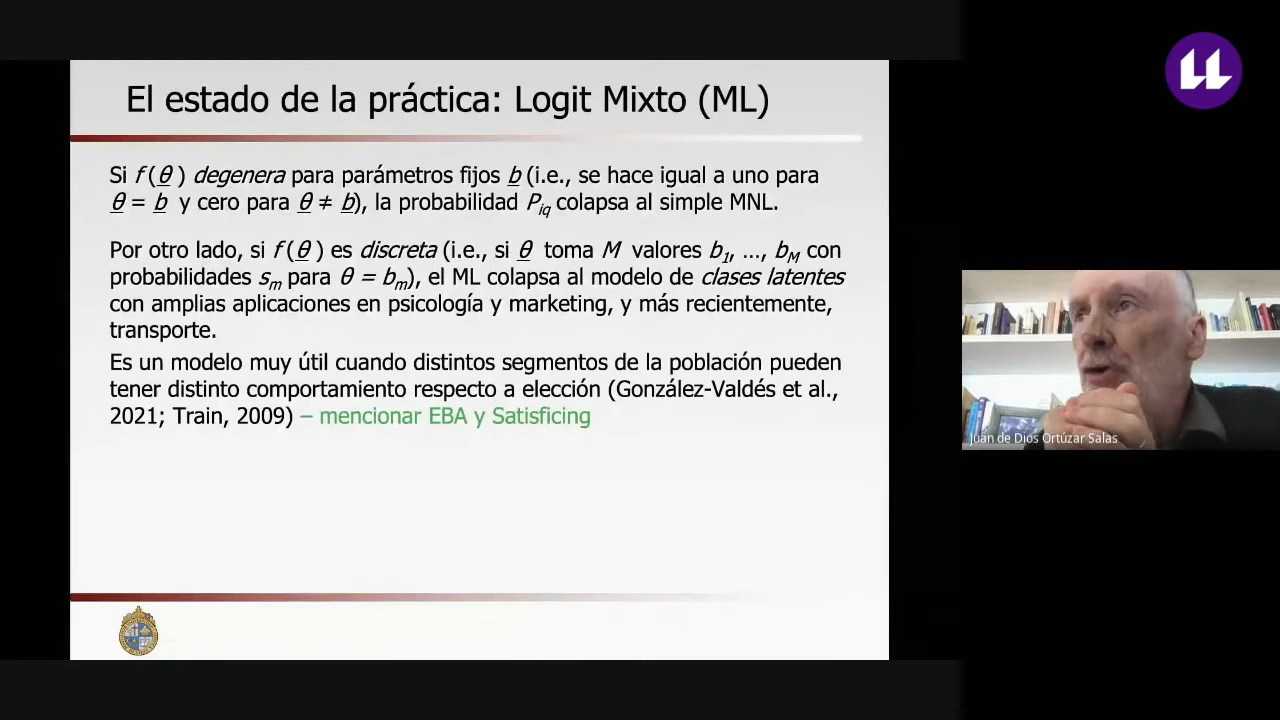 El estado de la práctica: Logit Mixto (ML)
Si f (θ ) degenera para parámetros fijos b (i.e., se hace igual a uno para
θ = b y cero para θ ≠ b), la probabilidad Piq colapsa al simple MNL.
Por otro lado, si f (θ ) es discreta (i.e., si θ toma M valores b1, ..., bM con
probabilidades sm para θ = bm), el ML colapsa al modelo de clases latentes
con amplias aplicaciones en psicología y marketing, y más recientemente,
transporte.
Es un modelo muy útil cuando distintos segmentos de la población pueden
tener distinto comportamiento respecto a elección (González-Valdés et al.,
2021; Train, 2009) – mencionar EBA y Satisficing
Juan de Dios Ortúzar Salas